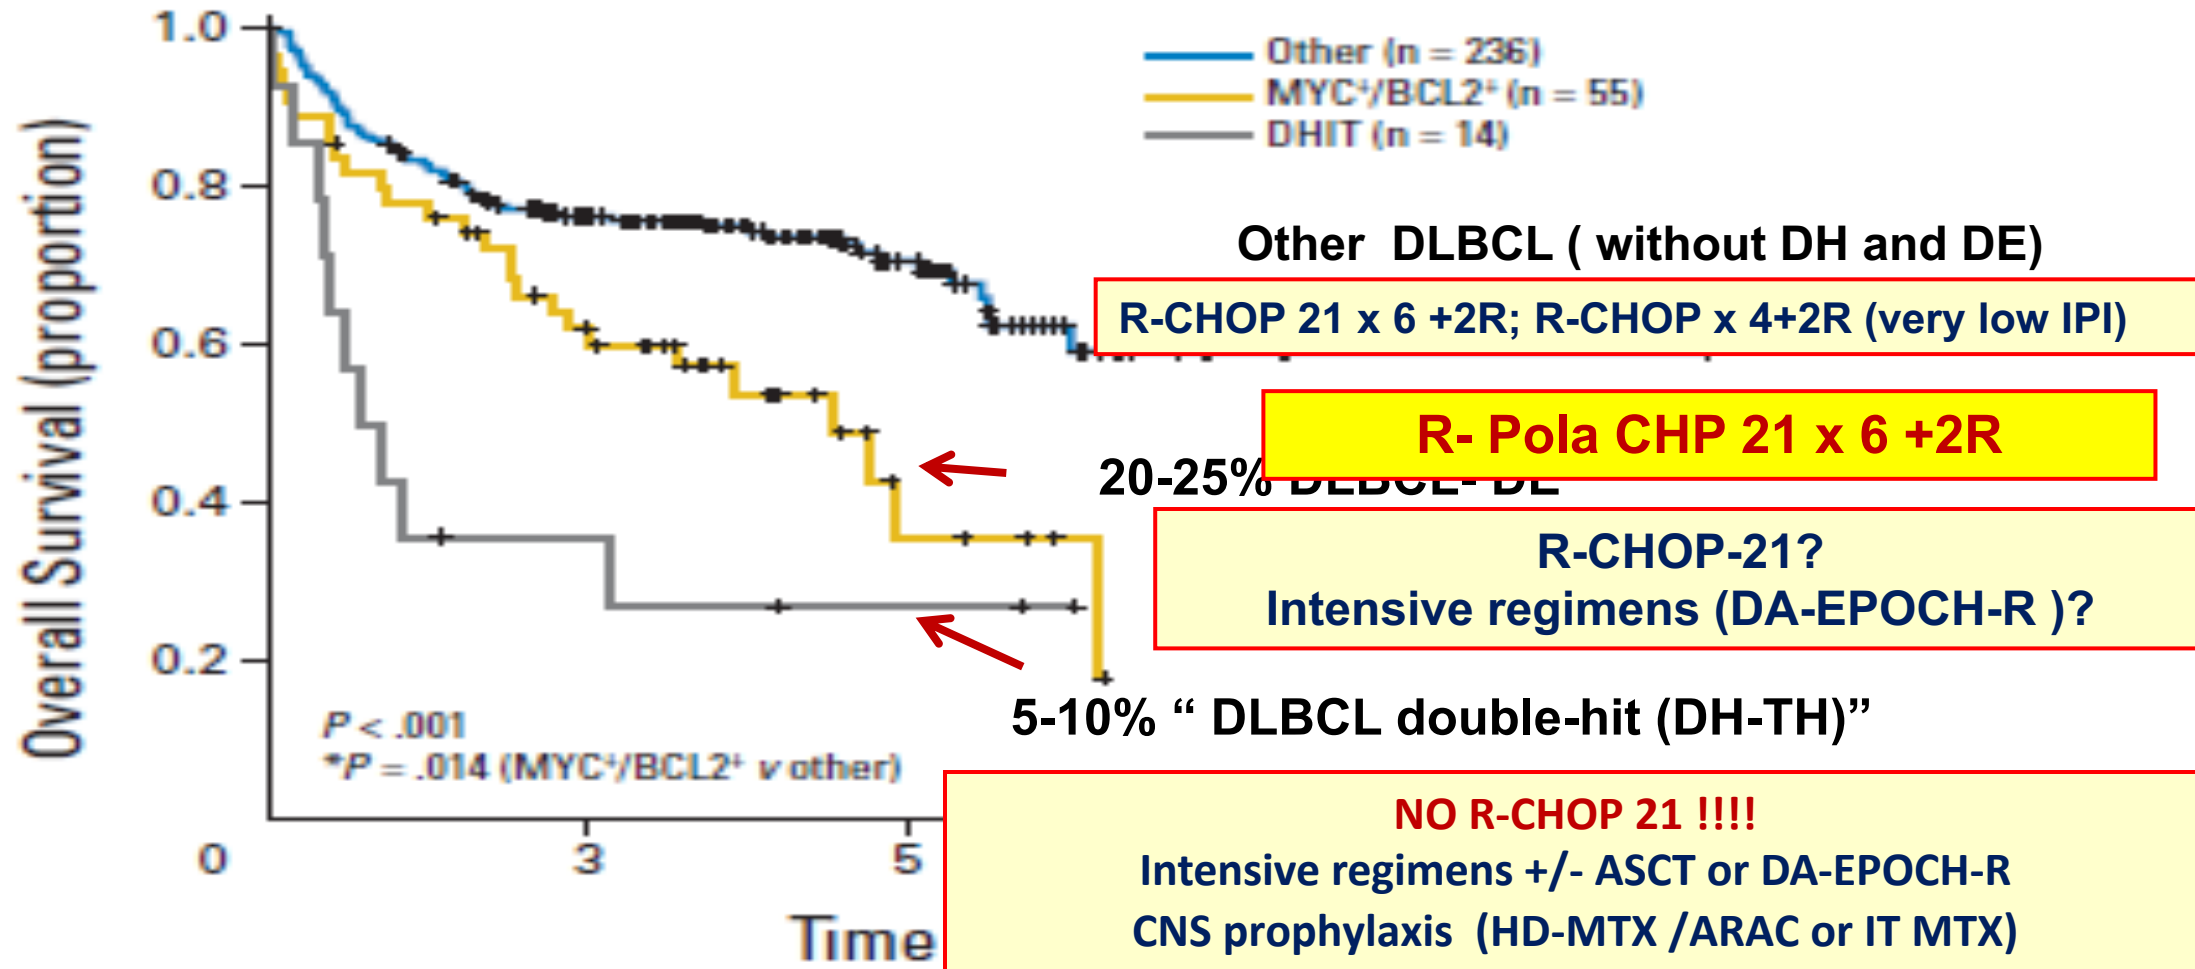 Overall Survival (proportion)
1.0
0.8
0.6
0.4
0.2
0
3
5
Time
Other (n = 236)
MYC⁺/BCL2⁺ (n = 55)
DHIT (n = 14)
Other DLBCL ( without DH and DE)
R-CHOP 21 x 6 +2R; R-CHOP x 4+2R (very low IPI)
R- Pola CHP 21 x 6 +2R
20-25% DLBCL- DE
R-CHOP-21?
Intensive regimens (DA-EPOCH-R )?
5-10% “ DLBCL double-hit (DH-TH)”
P < .001
*P = .014 (MYC⁺/BCL2⁺ v other)
NO R-CHOP 21 !!!!
Intensive regimens +/- ASCT or DA-EPOCH-R
CNS prophylaxis (HD-MTX /ARAC or IT MTX)